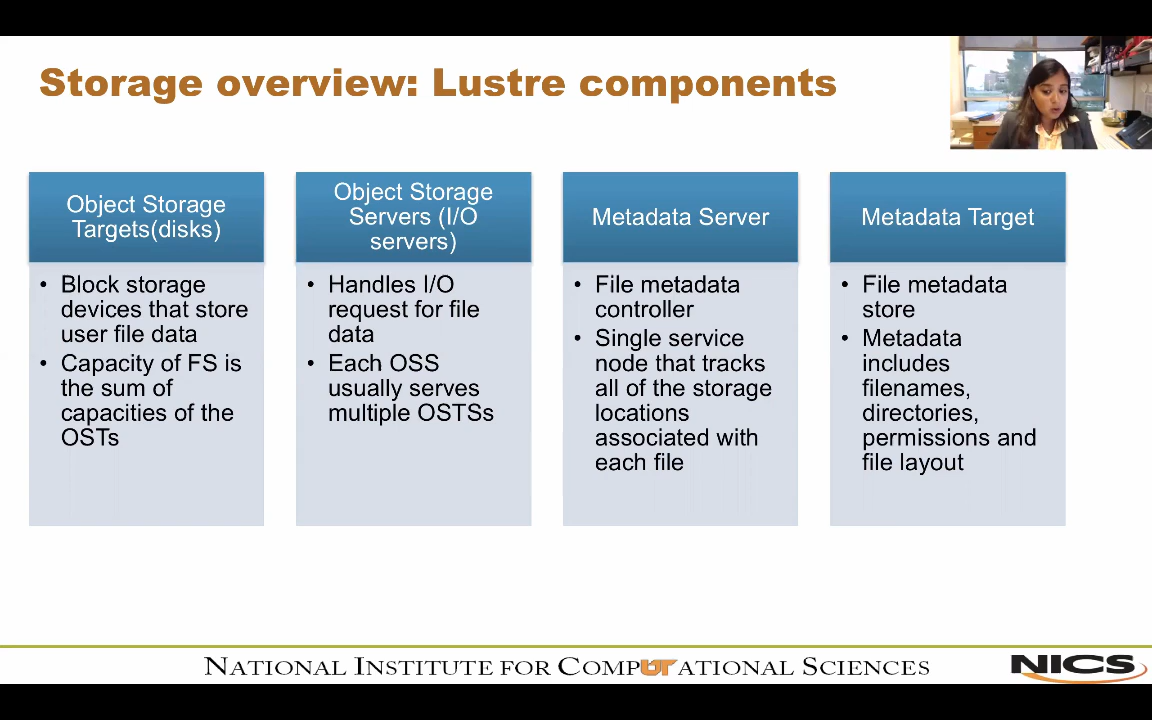 Storage overview: Lustre components
Object Storage
Targets(disks)
• Block storage
devices that store
user file data
• Capacity of FS is
the sum of
capacities of the
OSTs
Object Storage
Servers (I/O
servers)
• Handles I/O
request for file
data
• Each OSS
usually serves
multiple OSTSs
Metadata Server
• File metadata
controller
• Single service
node that tracks
all of the storage
locations
associated with
each file
Metadata Target
• File metadata
store
• Metadata
includes
filenames,
directories,
permissions and
file layout
NATIONAL INSTITUTE FOR COMPUTATIONAL SCIENCES
NICS